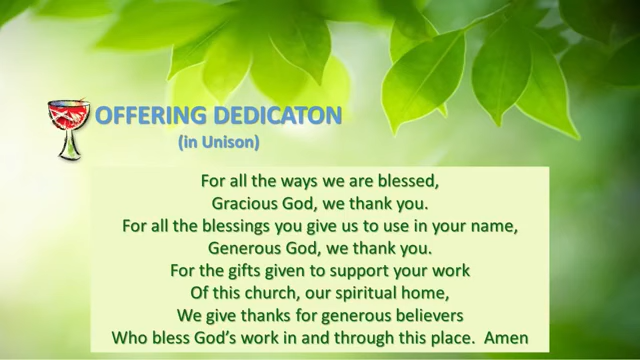 OFFERING DEDICATON
(in Unison)
For all the ways we are blessed,
Gracious God, we thank you.
For all the blessings you give us to use in your name,
Generous God, we thank you.
For the gifts given to support your work
Of this church, our spiritual home,
We give thanks for generous believers
Who bless God’s work in and through this place.  Amen